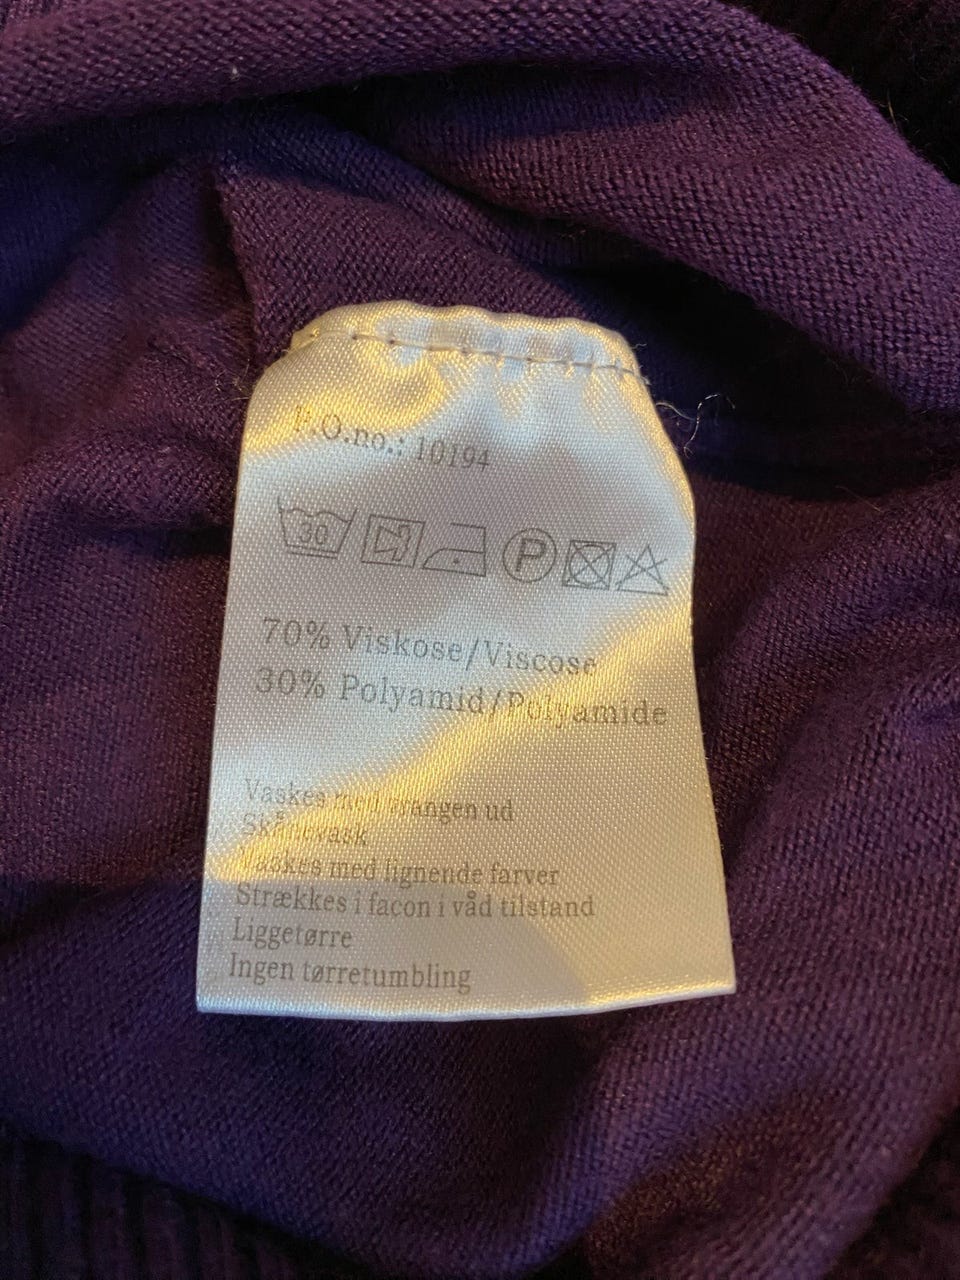 P.O.no.: 10194
30 P
70% Viskose/Viscose
30% Polyamid/Polyamide
Vaskes med vrangen ud
Skånevask
Vaskes med lignende farver
Strækkes i facon i våd tilstand
Liggetørre
Ingen tørretumbling